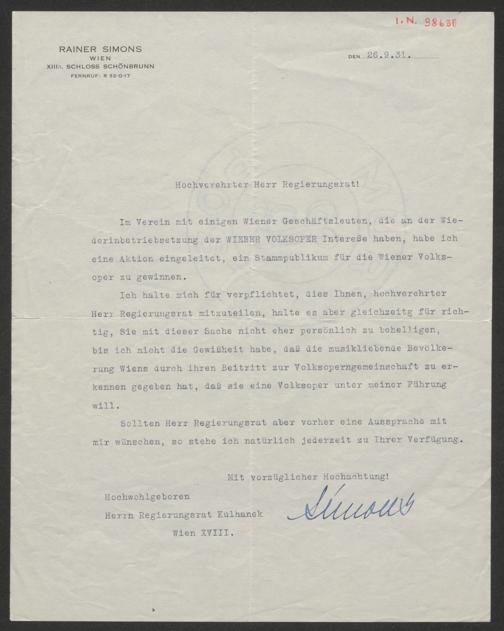 I.N. 98636
RAINER SIMONS
WIEN
XIII., SCHLOSS SCHÖNBRUNN
FERNRUF: R 32-0-17
DEN 26.9.31.
Hochverehrter Herr Regierungsrat!
Im Verein mit einigen Wiener Geschäftsleuten, die an der Wie-
derinbetriebsetzung der WIENER VOLKSOPER Intereße haben, habe ich
eine Aktion eingeleitet, ein Stammpublikum für die Wiener Volks-
oper zu gewinnen.
Ich halte mich für verpflichtet, dies Ihnen, hochverehrter
Herr Regierungsrat mitzuteilen, halte es aber gleichzeitg für rich-
tig, Sie mit dieser Sache nicht eher persönlich zu behelligen,
bis ich nicht die Gewißheit habe, daß die musikliebende Bevölke-
rung Wiens durch ihren Beitritt zur Volksoperngemeinschaft zu er-
kennen gegeben hat, daß sie eine Volksoper unter meiner Führung
will.
Sollten Herr Regierungsrat aber vorher eine Aussprache mit
mir wünschen, so stehe ich natürlich jederzeit zu Ihrer Verfügung.
Mit vorzüglicher Hochachtung!
Hochwohlgeboren
Herrn Regierungsrat Kulhanek
Simons
Wien XVIII.